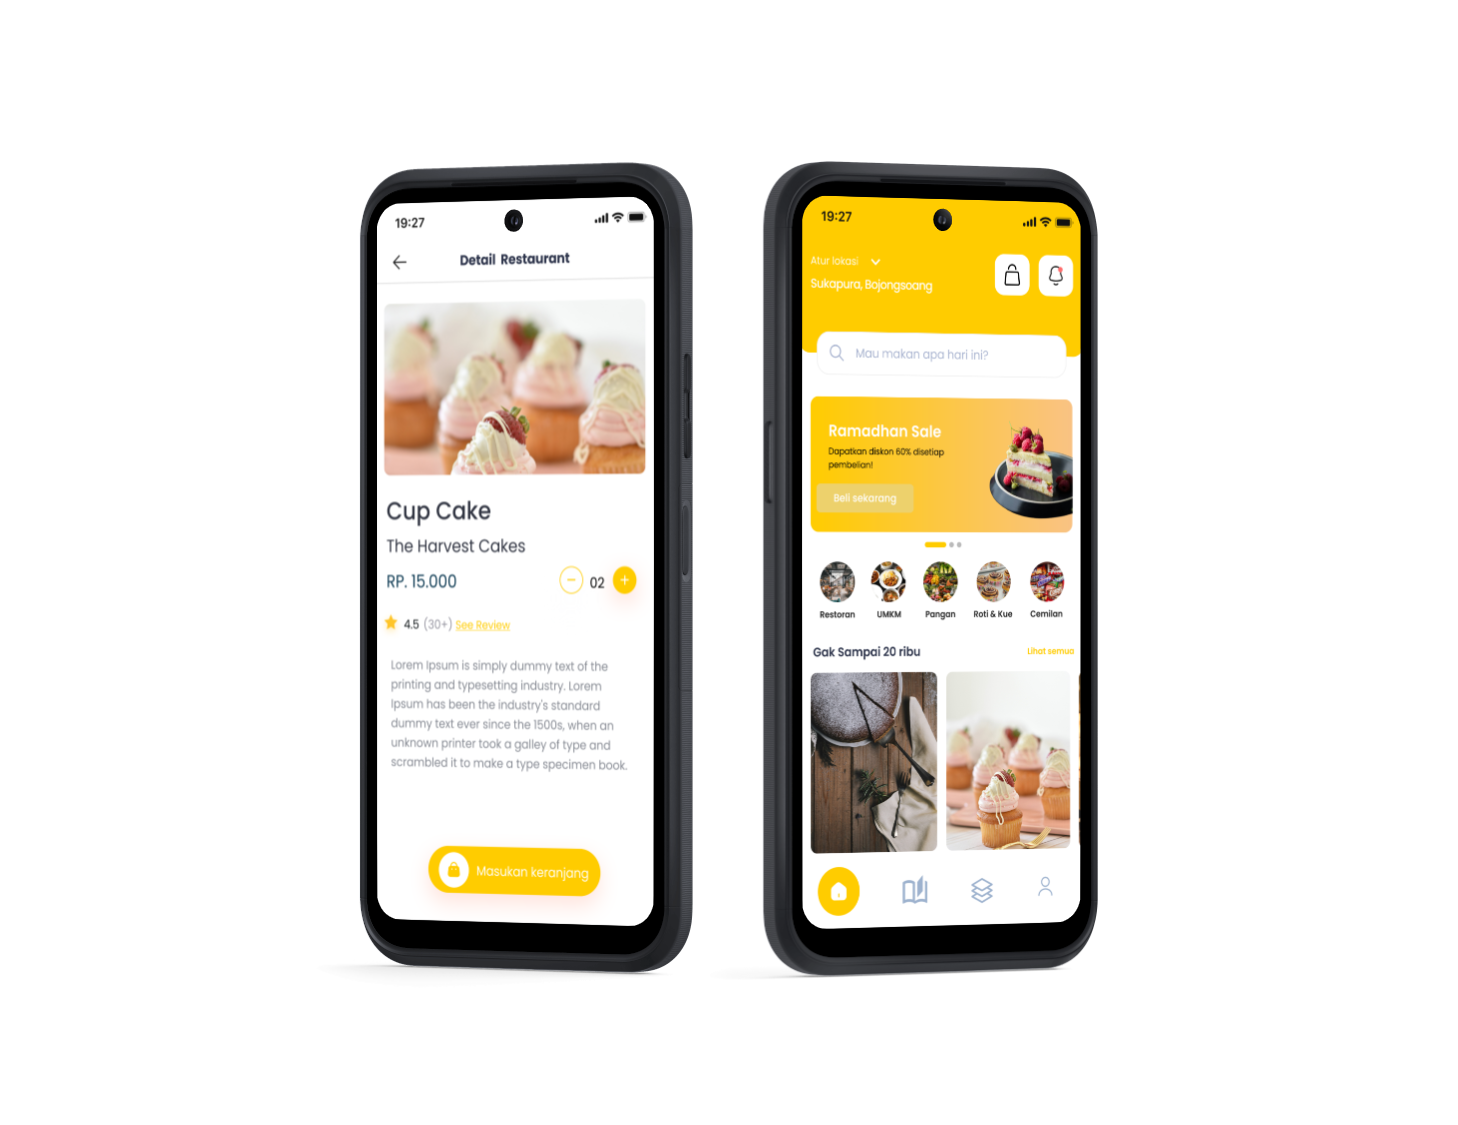 19:27
Detail Restaurant
Cup Cake
The Harvest Cakes
RP. 15.000
02
4.5 (30+) See Review
Lorem Ipsum is simply dummy text of the
printing and typesetting industry. Lorem
Ipsum has been the industry's standard
dummy text ever since the 1500s, when an
unknown printer took a galley of type and
scrambled it to make a type specimen book.
Masukan keranjang
19:27
Atur lokasi
Sukapura, Bojongsoang
Mau makan apa hari ini?
Ramadhan Sale
Dapatkan diskon 60% disetiap
pembelian!
Beli sekarang
Restoran UMKM Pangan Roti & Kue Cemilan
Gak Sampai 20 ribu Lihat semua